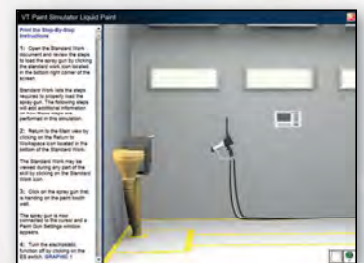 VT Paint Simulator Liquid Paint
Print the Step-By-Step
Instructions
1: Open the Standard Work
document and review the steps
to load the spray gun by clicking
the standard work icon located
in the bottom right corner of the
screen.
Standard Work lists the steps
required to properly load the
spray gun. The following steps
will add additional information
performed in this simulation.
2: Return to the Main view by
clicking on the Return to
Workspace icon located in the
bottom of the Standard Work.
The Standard Work may be
viewed during any part of the
skill by clicking on the Standard
Work icon.
3: Click on the spray gun that
is hanging on the paint booth
wall.
The spray gun is now
connected to the cursor and a
Paint Gun Settings window
appears.
4: Turn the electrostatic
function off by clicking on the
ES switch. GRAPHIC 1